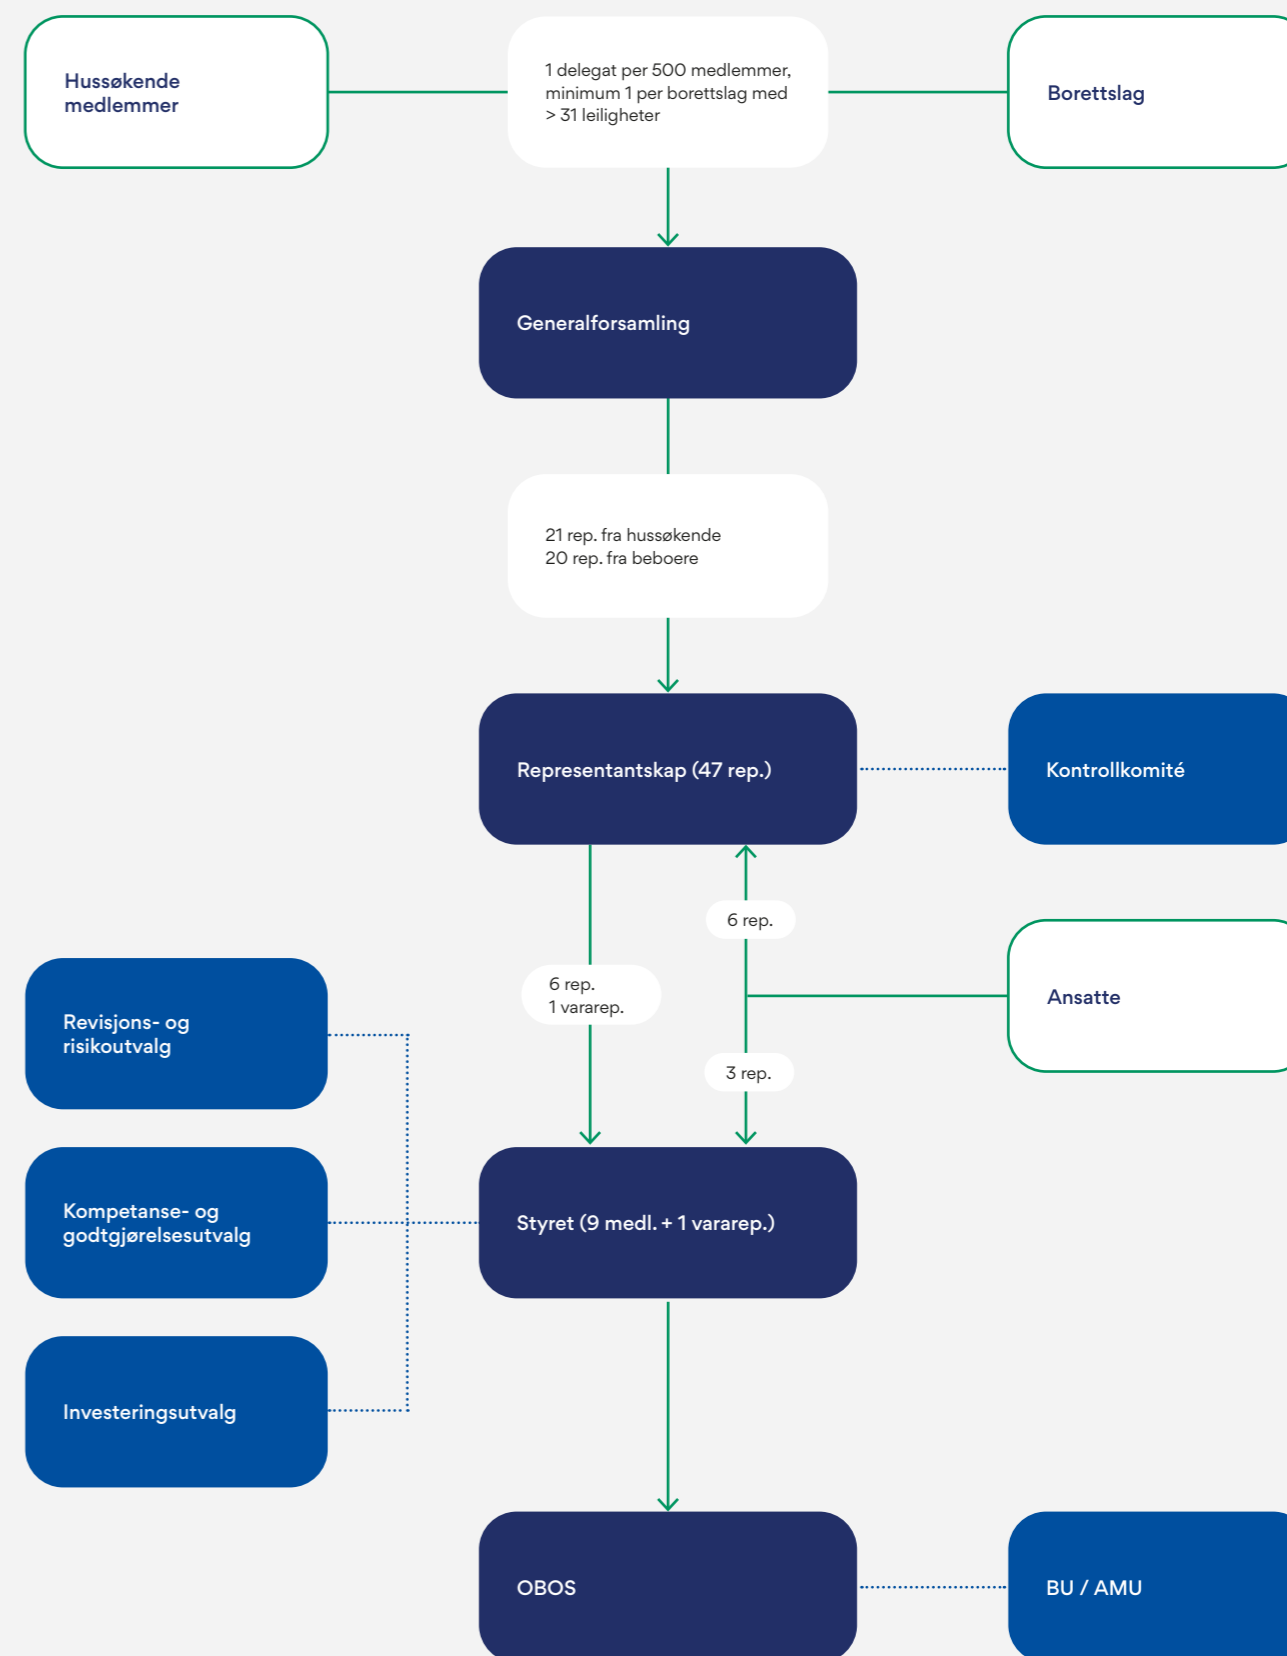 Hussøkende
medlemmer
1 delegat per 500 medlemmer,
minimum 1 per borettslag med
> 31 leiligheter
Borettslag
Generalforsamling
21 rep. fra hussøkende
20 rep. fra beboere
Representantskap (47 rep.)
Kontrollkomité
6 rep.
6 rep.
1 vararep.
Ansatte
3 rep.
Revisjons- og
risikoutvalg
Kompetanse- og
godtgjørelsesutvalg
Styret (9 medl. + 1 vararep.)
Investeringsutvalg
OBOS
BU / AMU